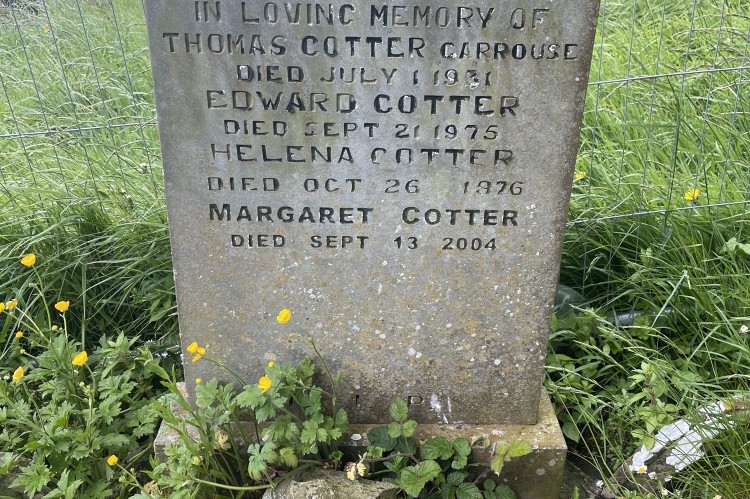 IN LOVING MEMORY OF
THOMAS COTTER CARROUSE
DIED JULY 1 1931
EDWARD COTTER
DIED SEPT 21 1975
HELENA COTTER
DIED OCT 26 1976
MARGARET COTTER
DIED SEPT 13 2004
I P